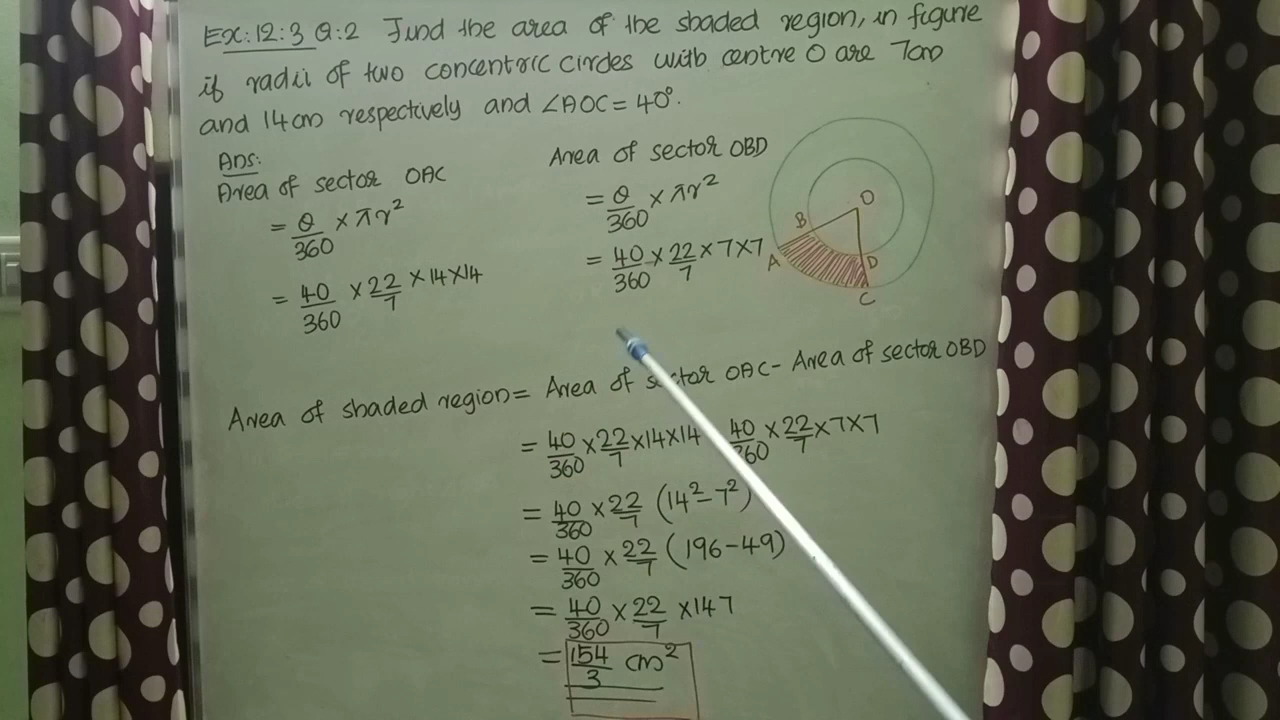 Ex:12:3 Q:2 Find the area of the shaded region, in figure
if radii of two concentric circles with centre O are 7cm
and 14cm respectively and ∠AOC = 40°.
Ans:
Area of sector OAC
= θ/360 × πr²
= 40/360 × 22/7 × 14 × 14
Area of sector OBD
= θ/360 × πr²
= 40/360 × 22/7 × 7 × 7
O
B
A
D
C
Area of shaded region = Area of sector OAC - Area of sector OBD
= 40/360 × 22/7 × 14 × 14 40/360 × 22/7 × 7 × 7
= 40/360 × 22/7 (14² - 7²)
= 40/360 × 22/7 (196 - 49)
= 40/360 × 22/7 × 147
= 154/3 cm²